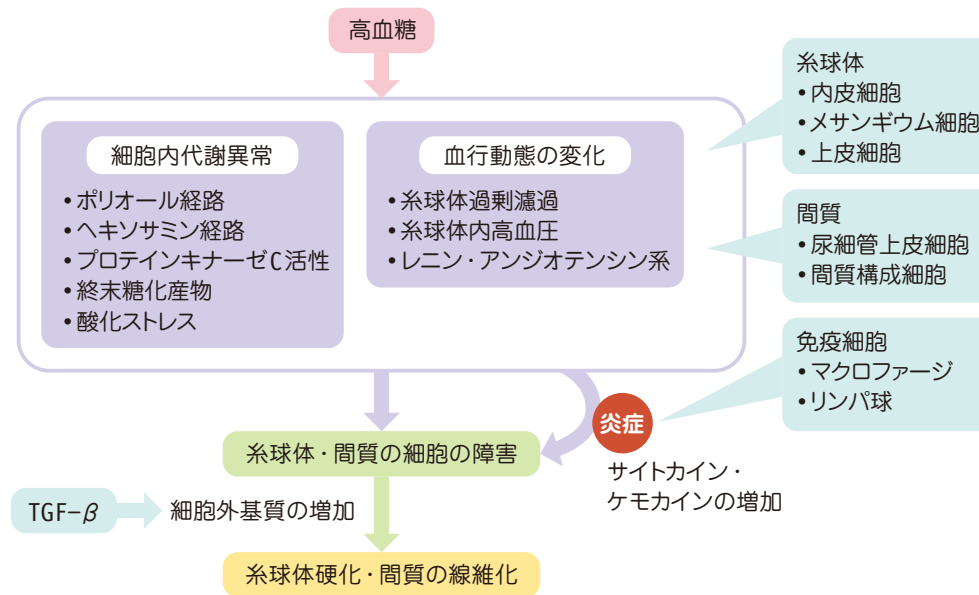 高血糖
細胞内代謝異常
•ポリオール経路
•ヘキソサミン経路
•プロテインキナーゼC活性
•終末糖化産物
•酸化ストレス
血行動態の変化
•糸球体過剰濾過
•糸球体内高血圧
•レニン・アンジオテンシン系
糸球体
•内皮細胞
•メサンギウム細胞
•上皮細胞
間質
•尿細管上皮細胞
•間質構成細胞
免疫細胞
•マクロファージ
•リンパ球
炎症
サイトカイン・
ケモカインの増加
糸球体・間質の細胞の障害
TGF-β
細胞外基質の増加
糸球体硬化・間質の線維化